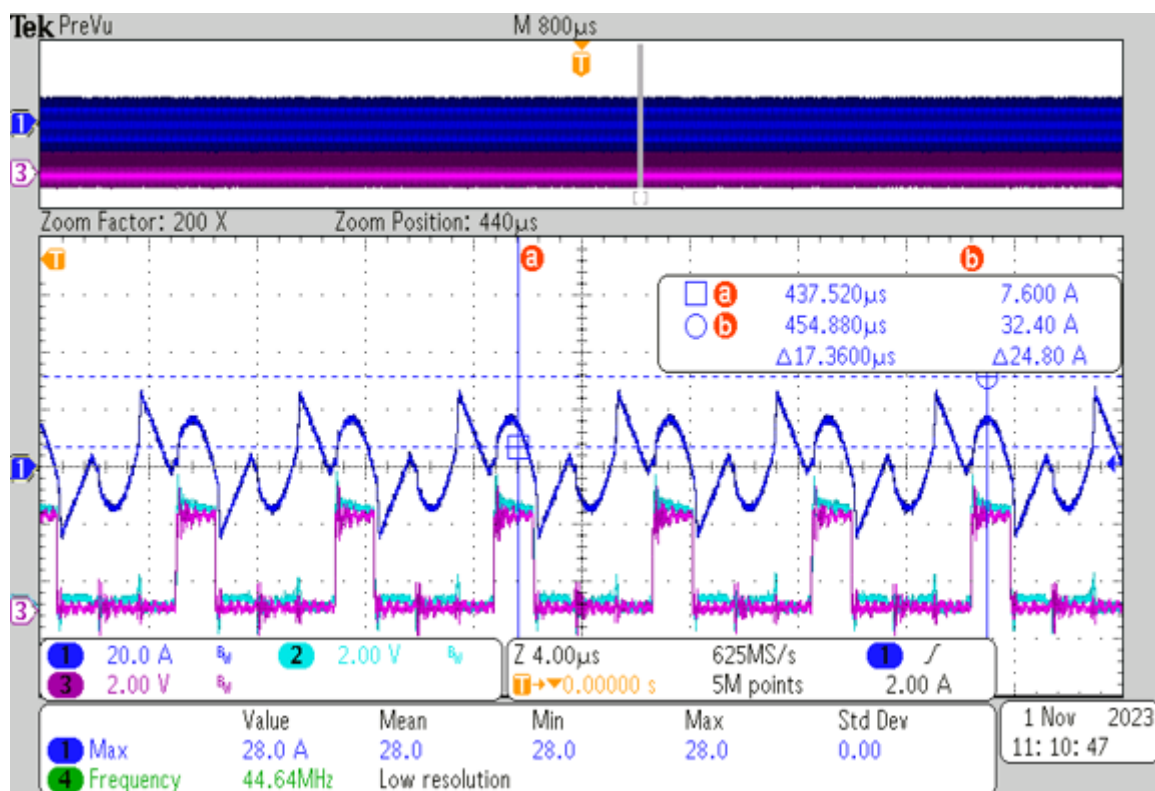 Tek PreVu M 800µs
T
1
3
Zoom Factor: 200 X Zoom Position: 440µs
T a b
a 437.520µs 7.600 A
b 454.880µs 32.40 A
Δ17.3600µs Δ24.80 A
1
3
1 20.0 A BW 2 2.00 V BW Z 4.00µs 625MS/s 1
3 2.00 V BW T→▼0.00000 s 5M points 2.00 A
Value Mean Min Max Std Dev
1 Max 28.0 A 28.0 28.0 28.0 0.00
4 Frequency 44.64MHz Low resolution
1 Nov 2023
11: 10: 47